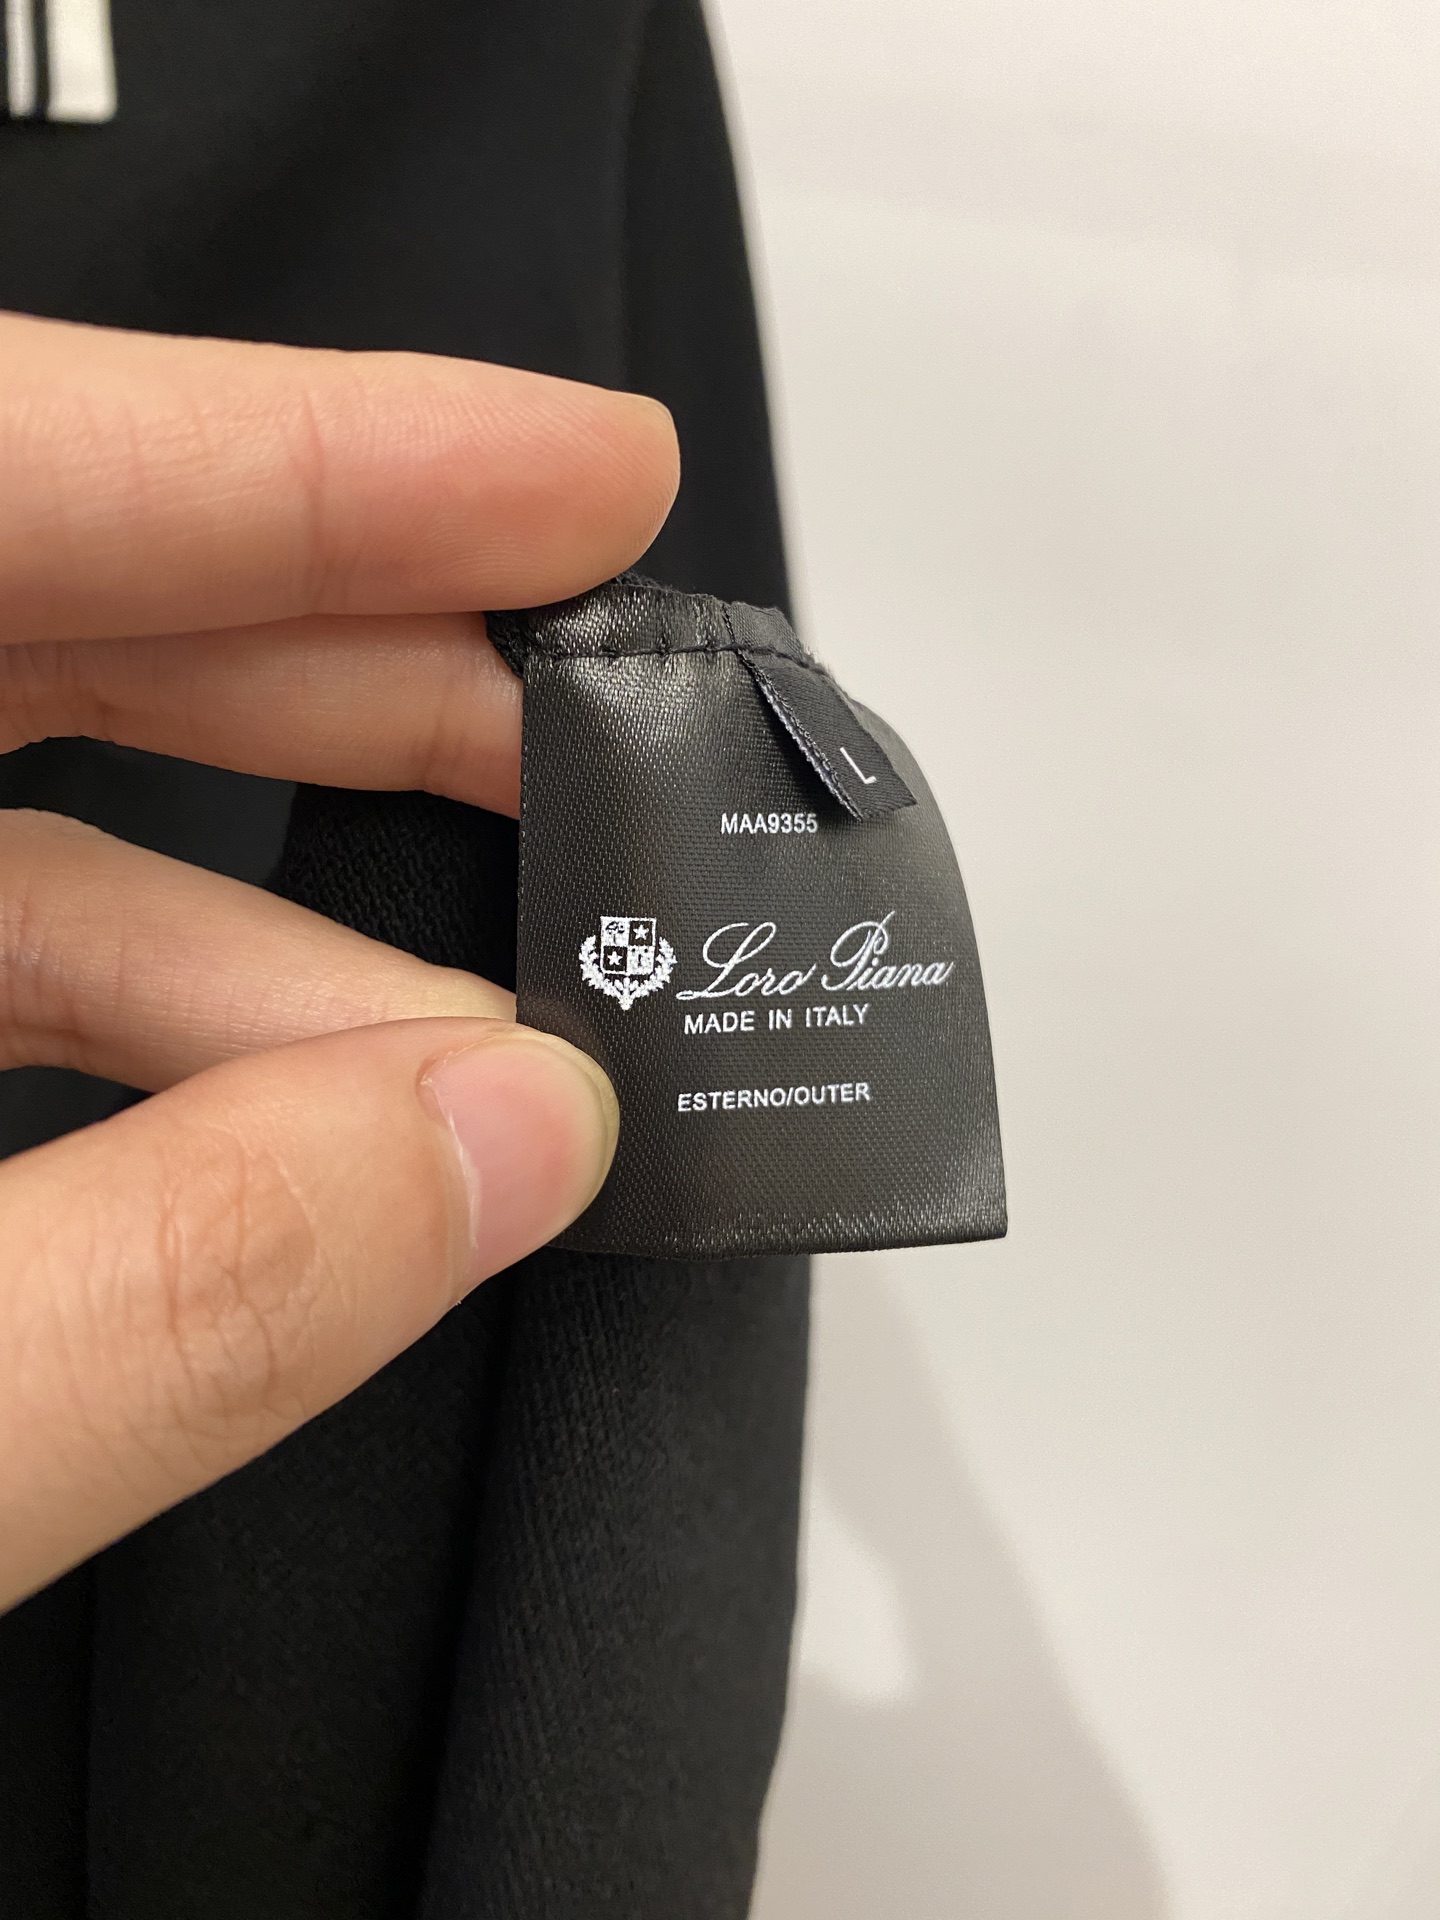 L
MAA9355
Loro Piana
MADE IN ITALY
ESTERNO/OUTER